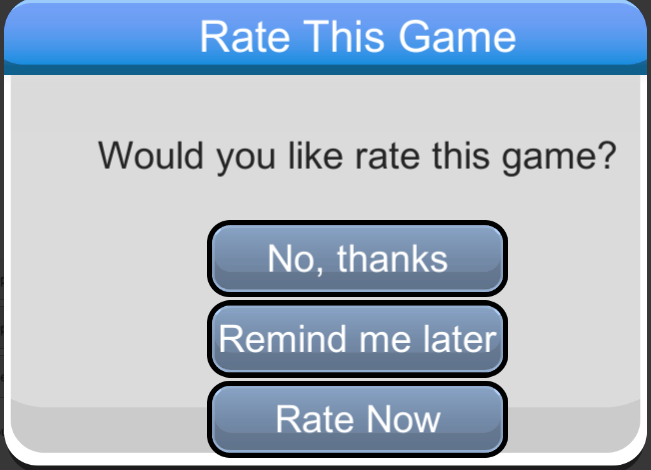 Rate This Game
Would you like rate this game?
No, thanks
Remind me later
Rate Now